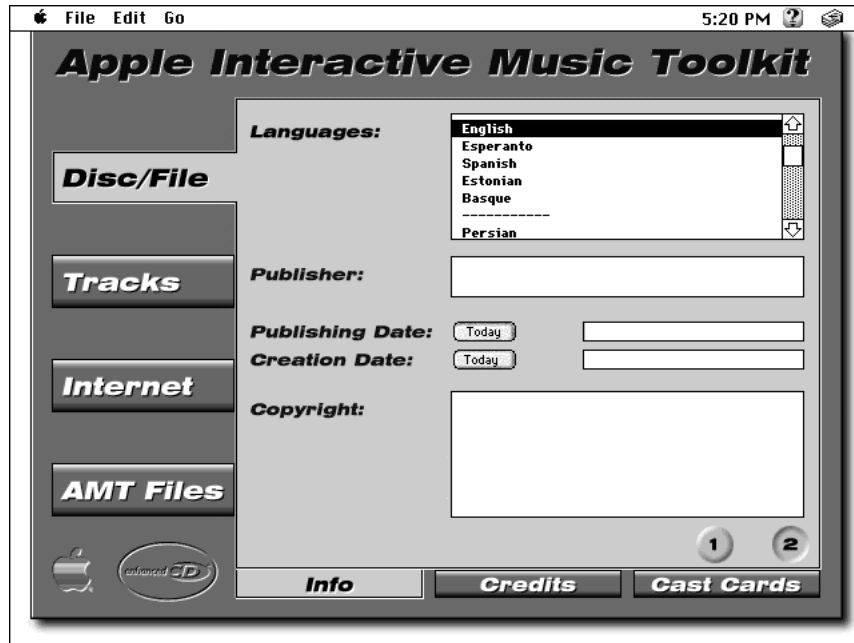 File Edit Go 5:20 PM
Apple Interactive Music Toolkit
Disc/File
Tracks
Internet
AMT Files
enhanced CD
Languages:
English
Esperanto
Spanish
Estonian
Basque
-----------
Persian
Publisher:
Publishing Date: Today
Creation Date: Today
Copyright:
1 2
Info Credits Cast Cards